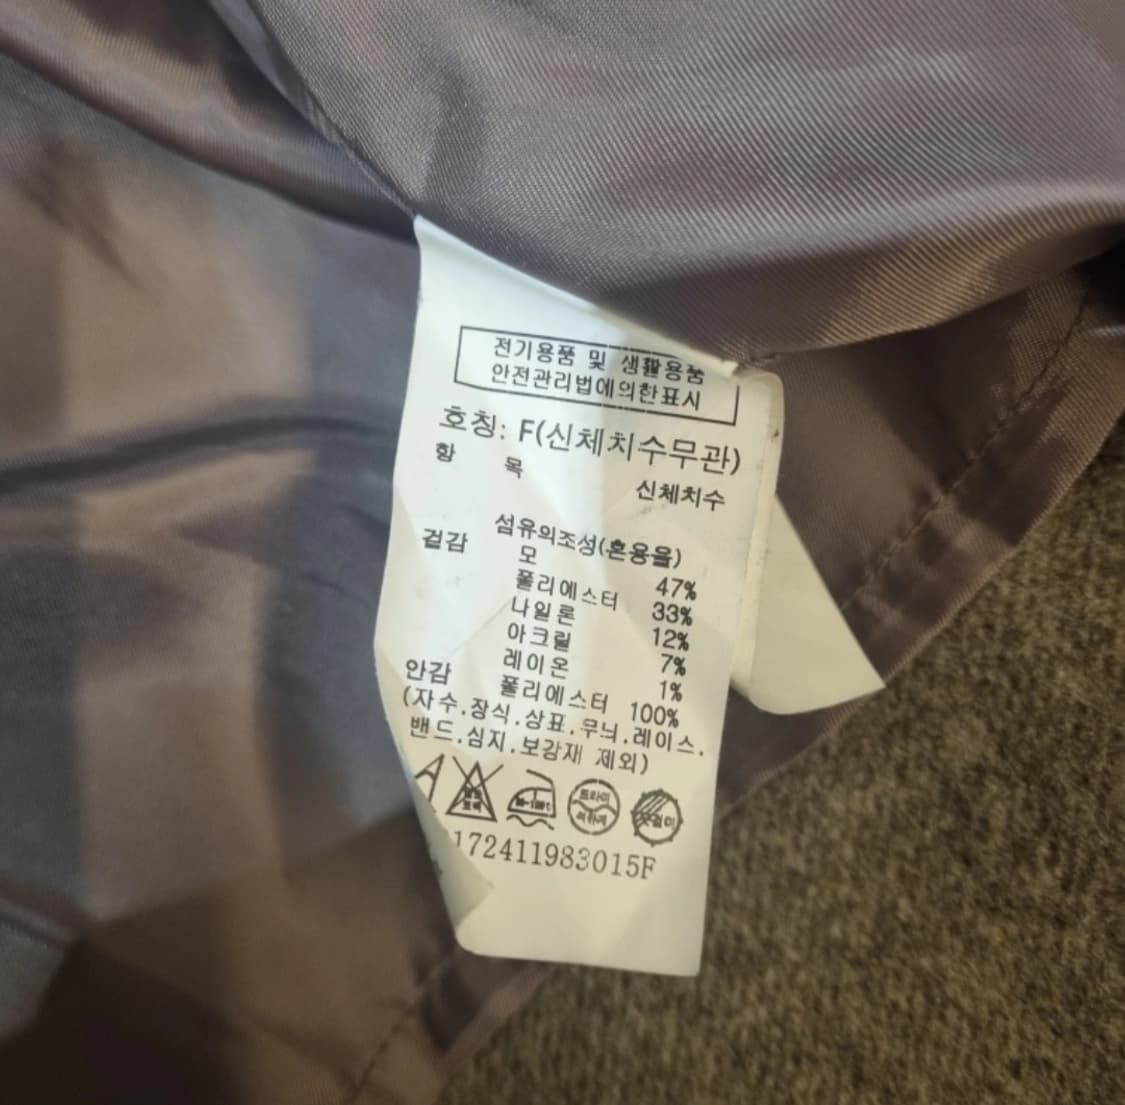 전기용품 및 생활용품
안전관리법에의한표시
호칭: F(신체치수무관)
항 목
신체치수
섬유의조성(혼용율)
겉감 모 47%
폴리에스터 33%
나일론 12%
아크릴 7%
레이온 1%
안감 폴리에스터 100%
(자수.장식.상표.무늬.레이스.
밴드.심지.보강재 제외)
드라이
172411983015F